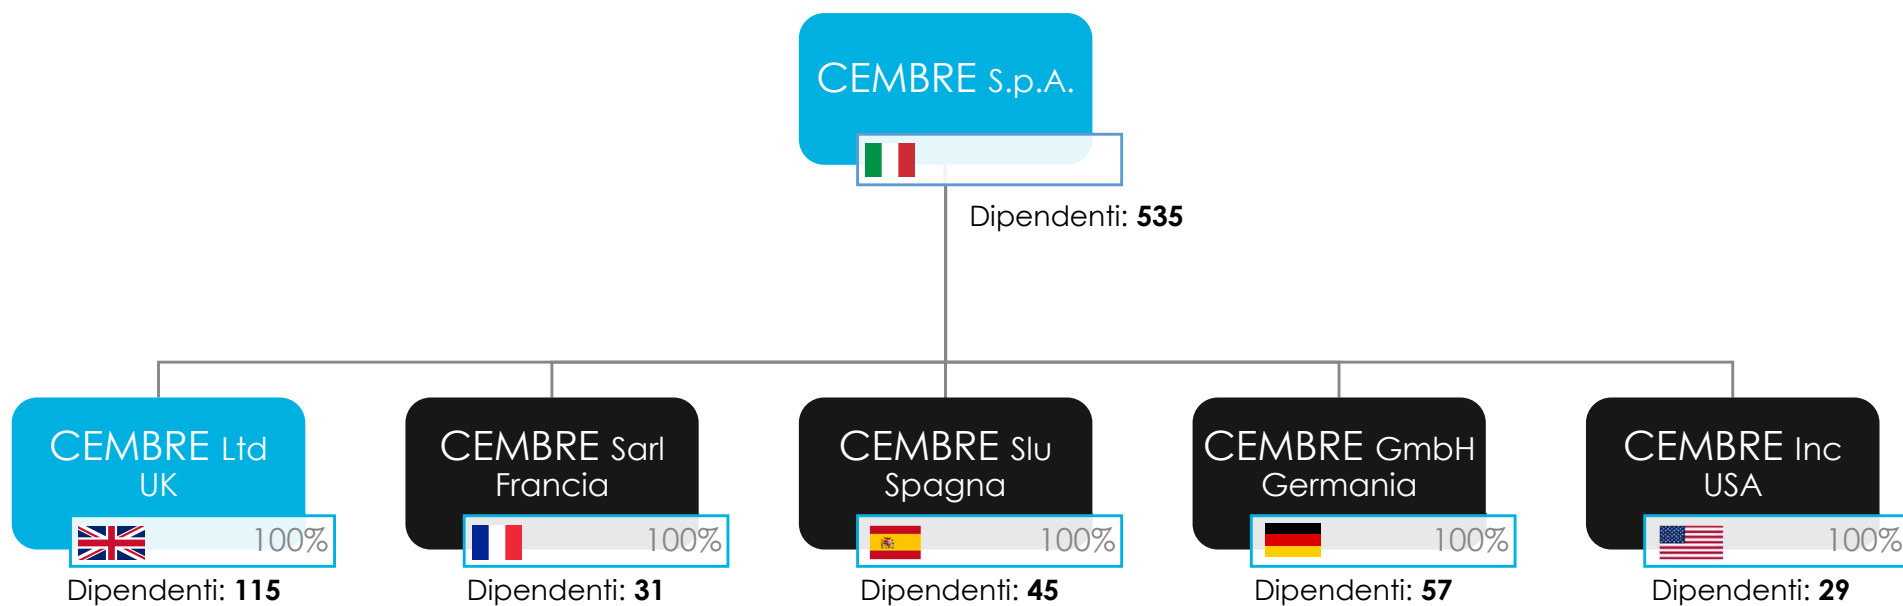 CEMBRE S.p.A.
Dipendenti: 535
CEMBRE Ltd
UK
100%
Dipendenti: 115
CEMBRE Sarl
Francia
100%
Dipendenti: 31
CEMBRE Slu
Spagna
100%
Dipendenti: 45
CEMBRE GmbH
Germania
100%
Dipendenti: 57
CEMBRE Inc
USA
100%
Dipendenti: 29